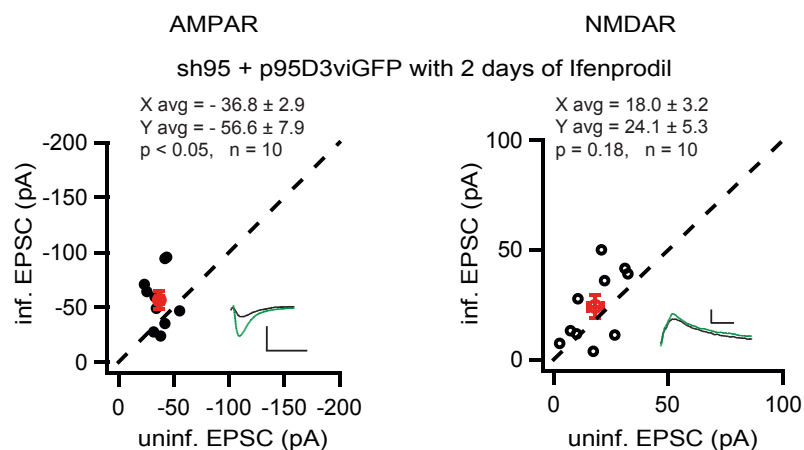 AMPAR NMDAR
sh95 + p95D3viGFP with 2 days of Ifenprodil
X avg = - 36.8 ± 2.9
Y avg = - 56.6 ± 7.9
p < 0.05, n = 10
-200
-150
-100
-50
0
inf. EPSC (pA)
0 -50 -100 -150 -200
uninf. EPSC (pA)
X avg = 18.0 ± 3.2
Y avg = 24.1 ± 5.3
p = 0.18, n = 10
100
50
0
inf. EPSC (pA)
0 50 100
uninf. EPSC (pA)